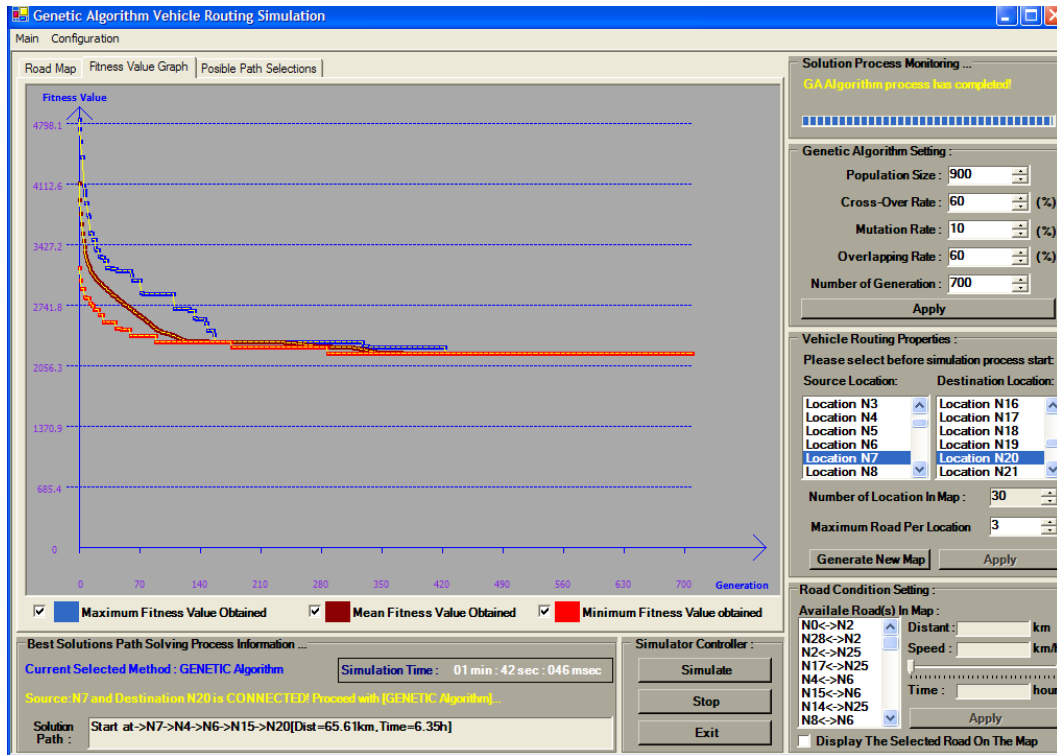 Genetic Algorithm Vehicle Routing Simulation
Main Configuration
Road Map Fitness Value Graph Posible Path Selections
Fitness Value
4798.1
4112.6
3427.2
2741.8
2056.3
1370.9
685.4
0
0 70 140 210 280 350 420 490 560 630 700 Generation
Maximum Fitness Value Obtained Mean Fitness Value Obtained Minimum Fitness Value obtained
Best Solutions Path Solving Process Information ...
Current Selected Method : GENETIC Algorithm
Simulation Time : 01 min : 42 sec : 046 msec
Source:N7 and Destination N20 is CONNECTED! Proceed with [GENETIC Algorithm]...
Solution Path : Start at->N7->N4->N6->N15->N20[Dist=65.61km,Time=6.35h]
Simulator Controller :
Simulate
Stop
Exit
Solution Process Monitoring ...
GA Algorithm process has completed!
Genetic Algorithm Setting :
Population Size : 900
Cross-Over Rate : 60 (%)
Mutation Rate : 10 (%)
Overlapping Rate : 60 (%)
Number of Generation : 700
Apply
Vehicle Routing Properties :
Please select before simulation process start:
Source Location: Destination Location:
Location N3 Location N16
Location N4 Location N17
Location N5 Location N18
Location N6 Location N19
Location N7 Location N20
Location N8 Location N21
Number of Location In Map : 30
Maximum Road Per Location 3
Generate New Map Apply
Road Condition Setting :
Availale Road(s) In Map :
N0<->N2
N28<->N2
N2<->N25
N17<->N25
N4<->N6
N15<->N6
N14<->N25
N8<->N6
Distant : km
Speed : km/h
Time : hour
Apply
Display The Selected Road On The Map